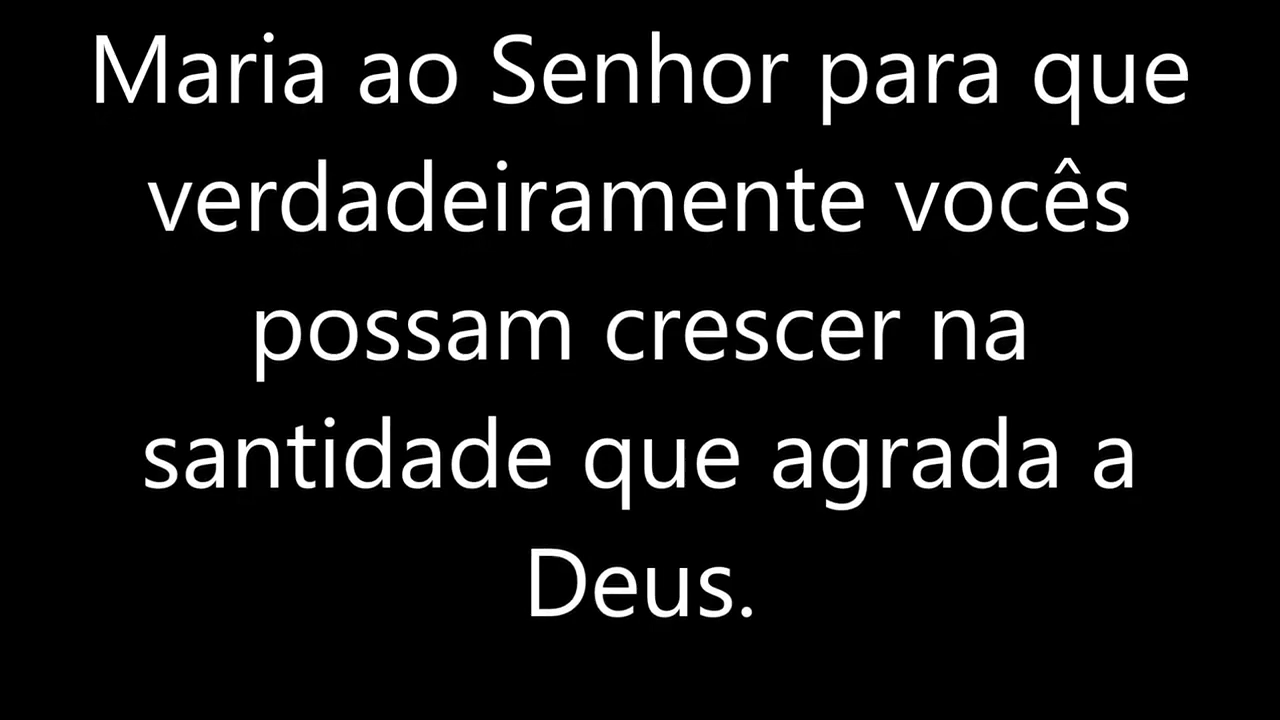 Maria ao Senhor para que
verdadeiramente vocês
possam crescer na
santidade que agrada a
Deus.